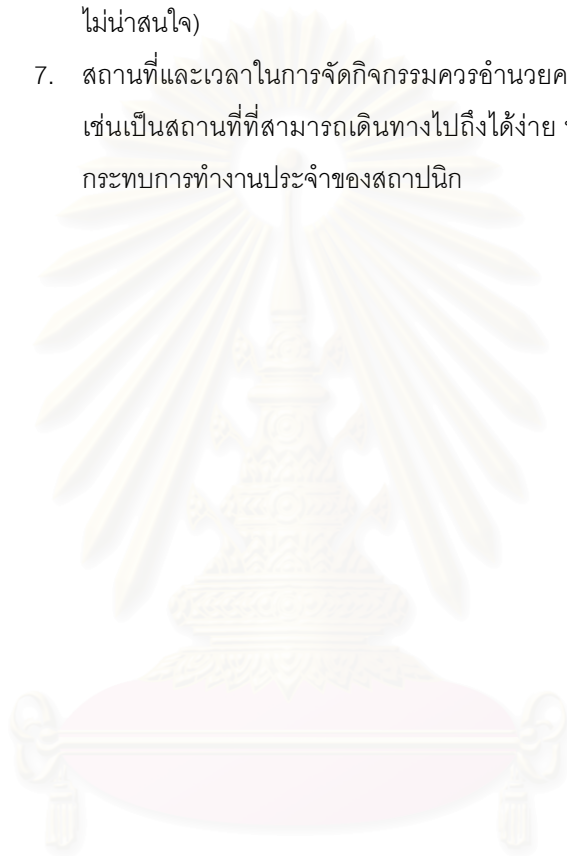 ไม่น่าสนใจ)
7. สถานที่และเวลาในการจัดกิจกรรมควรอำนวยค
เช่นเป็นสถานที่ที่สามารถเดินทางไปถึงได้ง่าย
กระทบการทำงานประจำของสถาปนิก